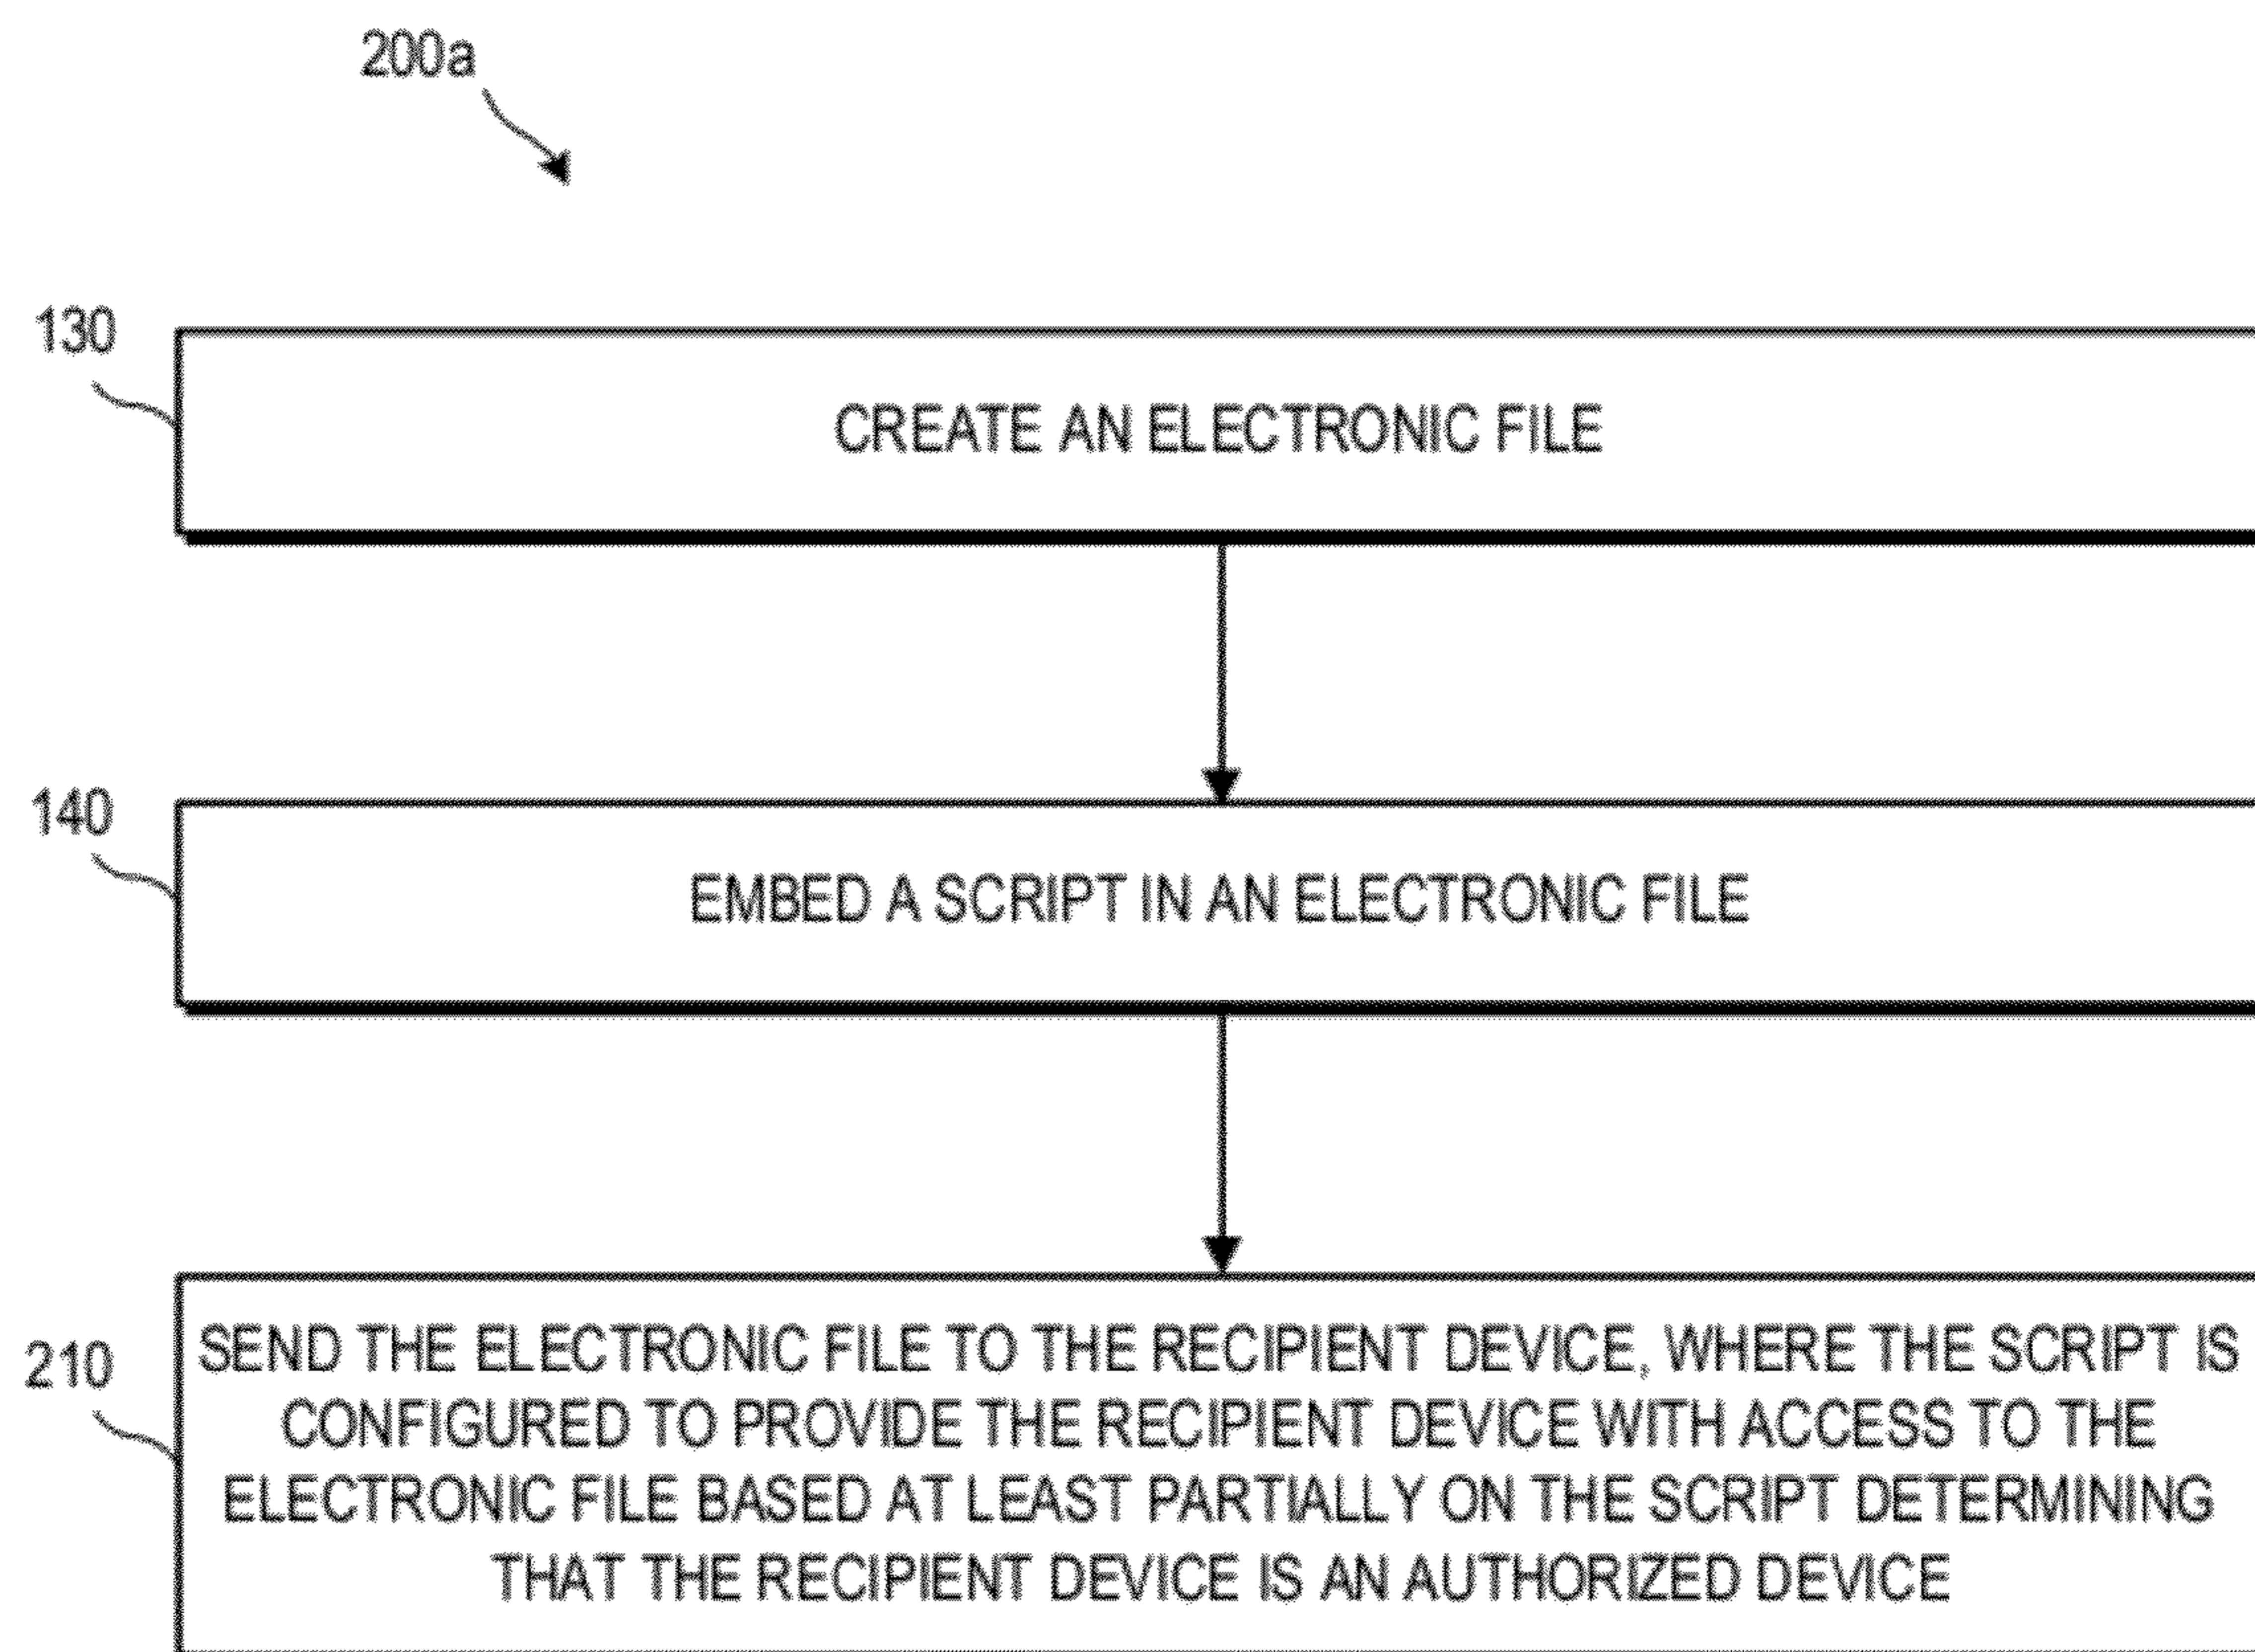 200a
130
CREATE AN ELECTRONIC FILE
140
EMBED A SCRIPT IN AN ELECTRONIC FILE
210
SEND THE ELECTRONIC FILE TO THE RECIPIENT DEVICE, WHERE THE SCRIPT IS
CONFIGURED TO PROVIDE THE RECIPIENT DEVICE WITH ACCESS TO THE
ELECTRONIC FILE BASED AT LEAST PARTIALLY ON THE SCRIPT DETERMINING
THAT THE RECIPIENT DEVICE IS AN AUTHORIZED DEVICE